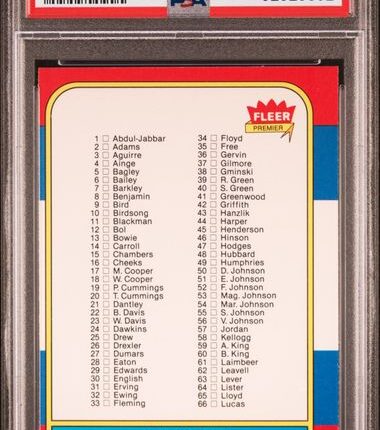 PSA
FLEER
PREMIER
1 Abdul-Jabbar
2 Adams
3 Aguirre
4 Ainge
5 Bagley
6 Bailey
7 Barkley
8 Benjamin
9 Bird
10 Birdsong
11 Blackman
12 Bol
13 Bowie
14 Carroll
15 Chambers
16 Cheeks
17 M. Cooper
18 W. Cooper
19 P. Cummings
20 T. Cummings
21 Dantley
22 B. Davis
23 W. Davis
24 Dawkins
25 Drew
26 Drexler
27 Dumars
28 Eaton
29 Edwards
30 English
31 Erving
32 Ewing
33 Fleming
34 Floyd
35 Free
36 Gervin
37 Gilmore
38 Gminski
39 R. Green
40 S. Green
41 Greenwood
42 Griffith
43 Hanzlik
44 Harper
45 Henderson
46 Hinson
47 Hodges
48 Hubbard
49 Humphries
50 D. Johnson
51 E. Johnson
52 F. Johnson
53 Mag. Johnson
54 Mar. Johnson
55 S. Johnson
56 V. Johnson
57 Jordan
58 Kellogg
59 A. King
60 B. King
61 Laimbeer
62 Leavell
63 Lever
64 Lister
65 Lloyd
66 Lucas